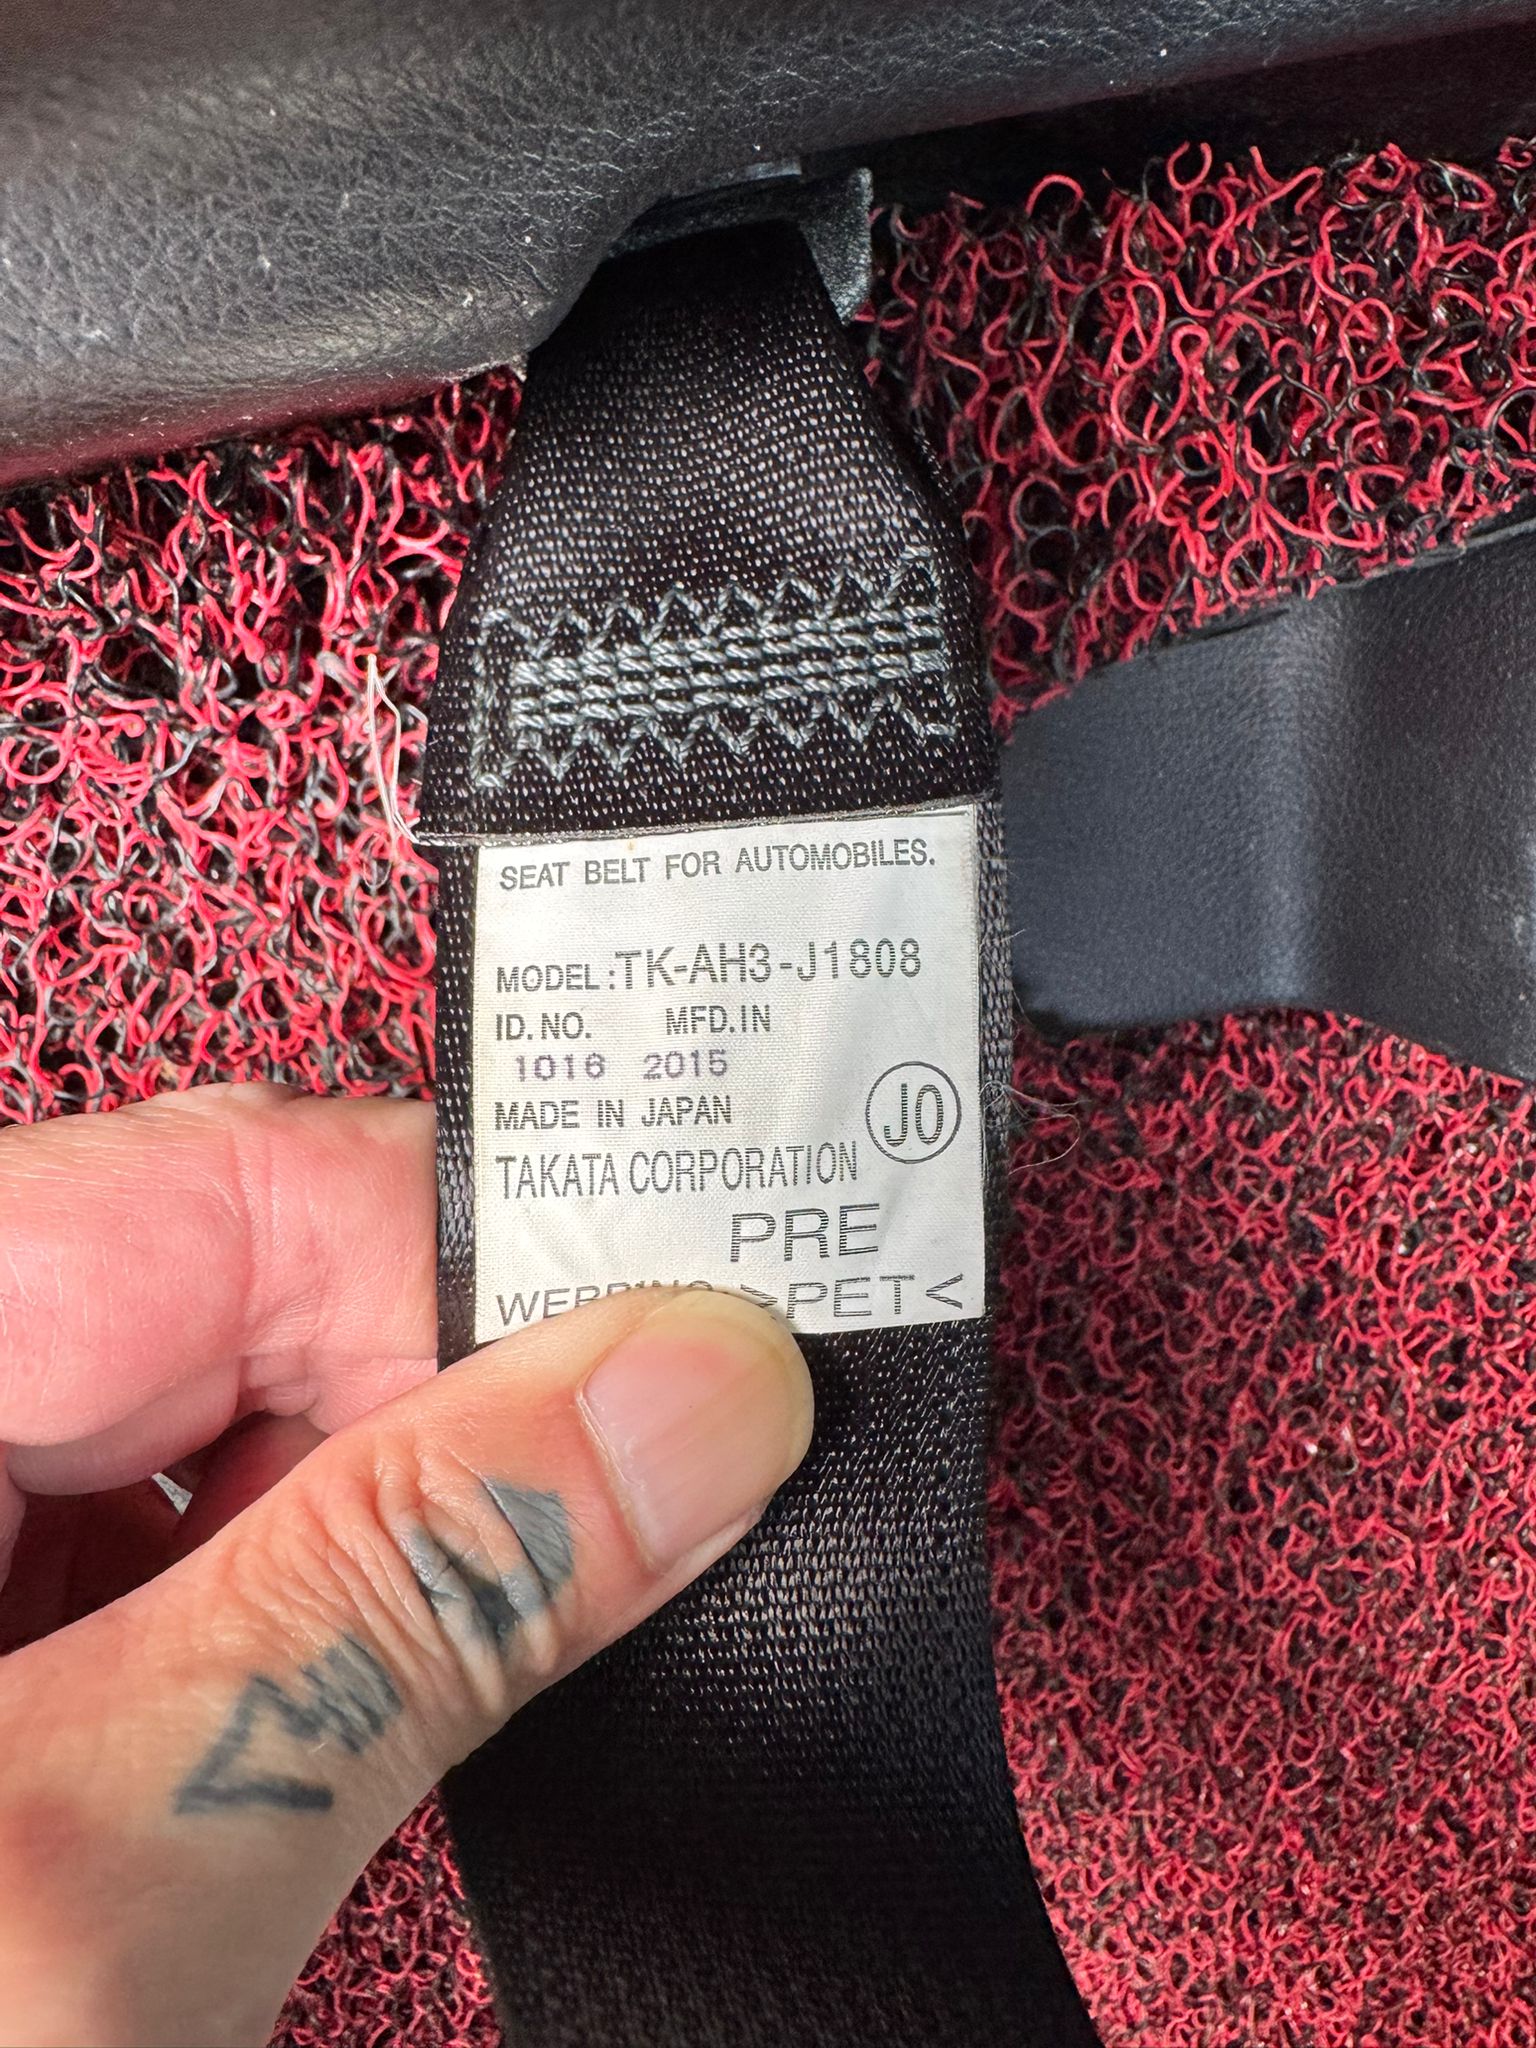 SEAT BELT FOR AUTOMOBILES.
MODEL:TK-AH3-J1808
ID. NO. MFD. IN
1016 2015
MADE IN JAPAN
J0
TAKATA CORPORATION
PRE
>PET<